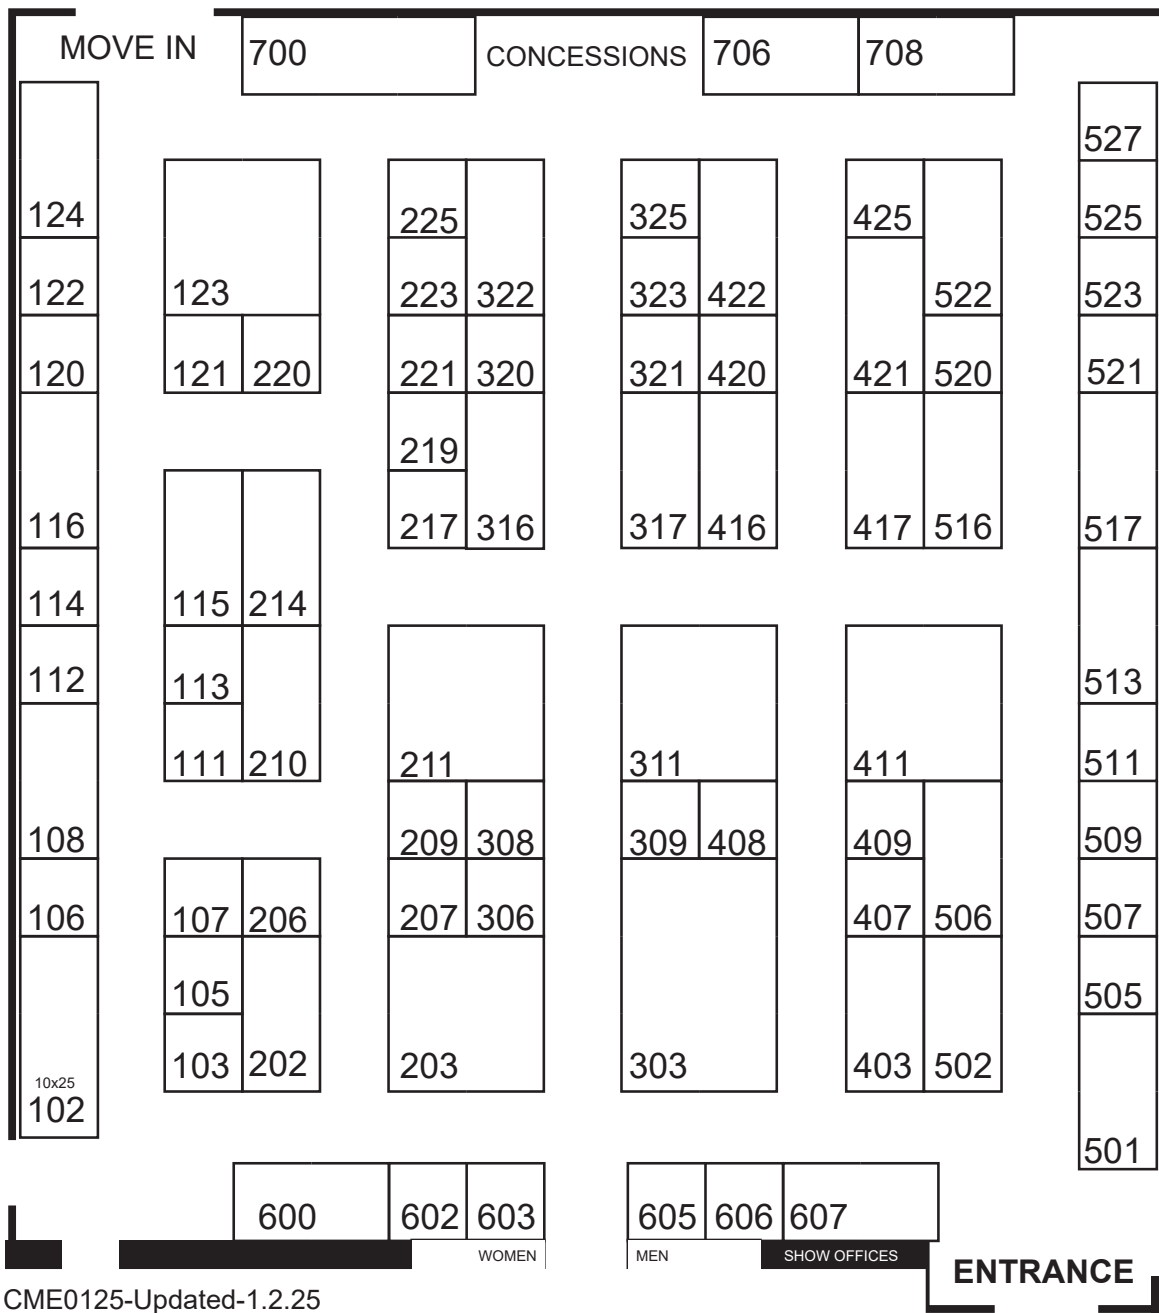 MOVE IN 700 CONCESSIONS 706 708
527
124 225 325 425 525
122 123 223 322 323 422 522 523
120 121 220 221 320 321 420 421 520 521
219
116 217 316 317 416 417 516 517
114 115 214
112 113 513
111 210 211 311 411 511
108 209 308 309 408 409 509
106 107 206 207 306 407 506 507
105 505
103 202 203 303 403 502
10x25
102
501
600 602 603 605 606 607
WOMEN MEN SHOW OFFICES
ENTRANCE
CME0125-Updated-1.2.25